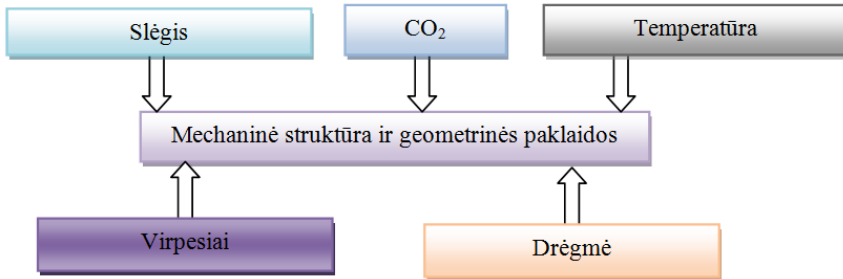 Slėgis
CO₂
Temperatūra
Mechaninė struktūra ir geometrinės paklaidos
Virpesiai
Drėgmė